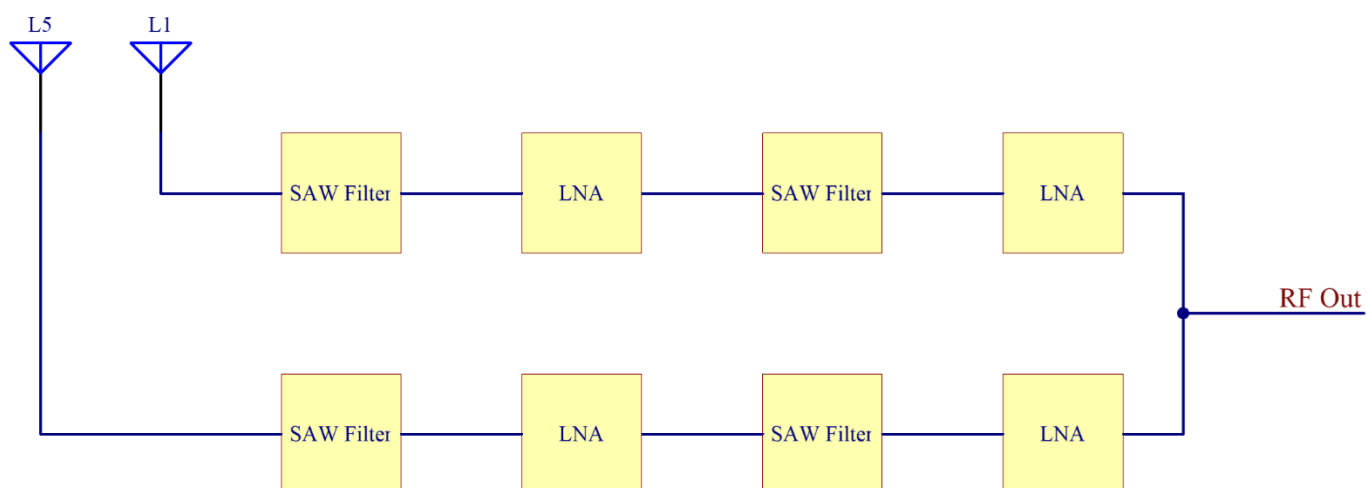 L5
L1
SAW Filter
LNA
SAW Filter
LNA
RF Out
SAW Filter
LNA
SAW Filter
LNA